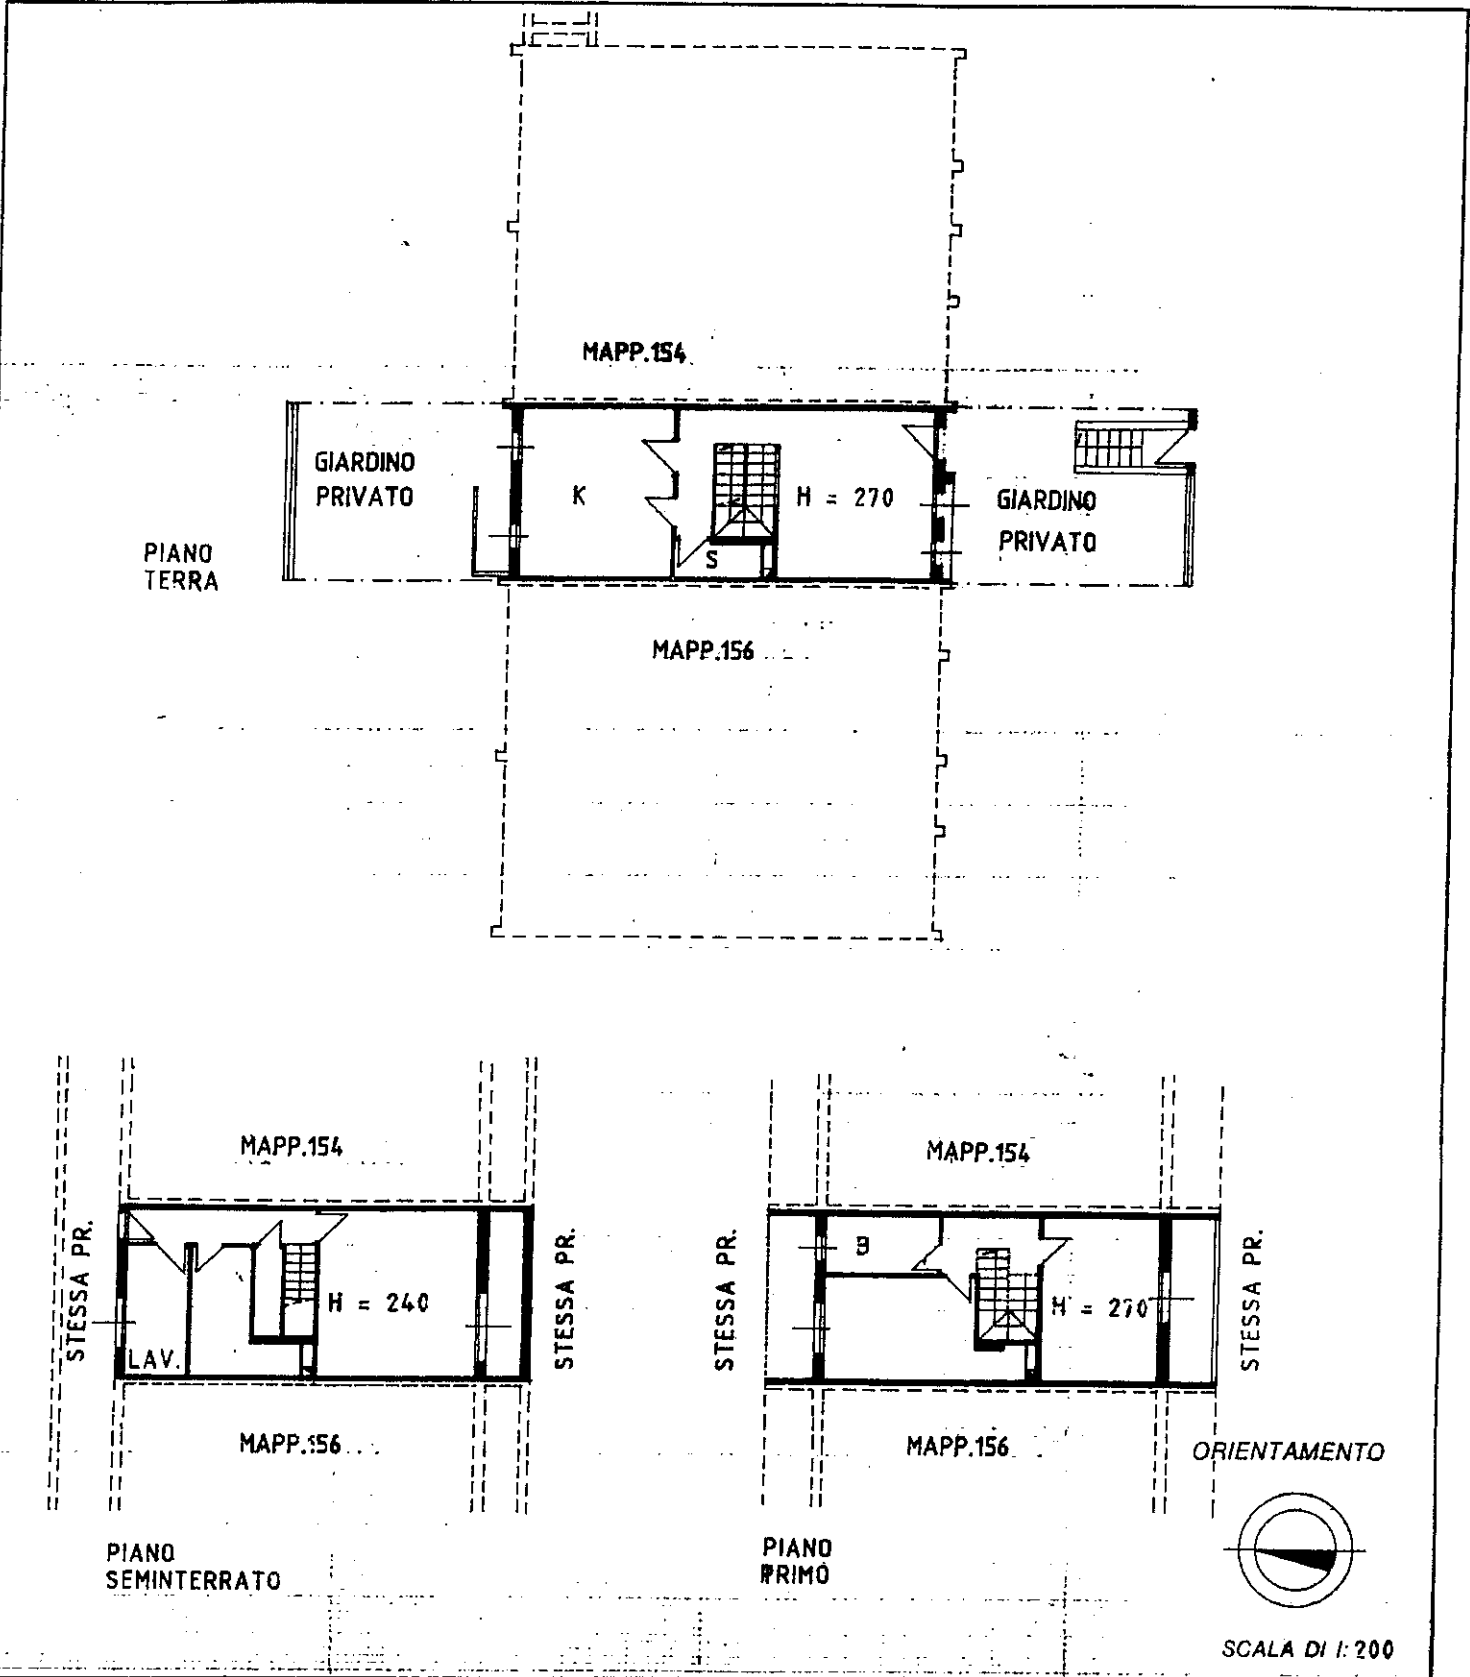 MAPP.154
GIARDINO
PRIVATO
K
H = 270
GIARDINO
PRIVATO
S
PIANO
TERRA
MAPP.156
MAPP.154
STESSA PR.
H = 240
LAV.
STESSA PR.
MAPP.156
PIANO
SEMINTERRATO
MAPP.154
STESSA PR.
B
H = 270
STESSA PR.
MAPP.156
PIANO
PRIMO
ORIENTAMENTO
SCALA DI 1:200